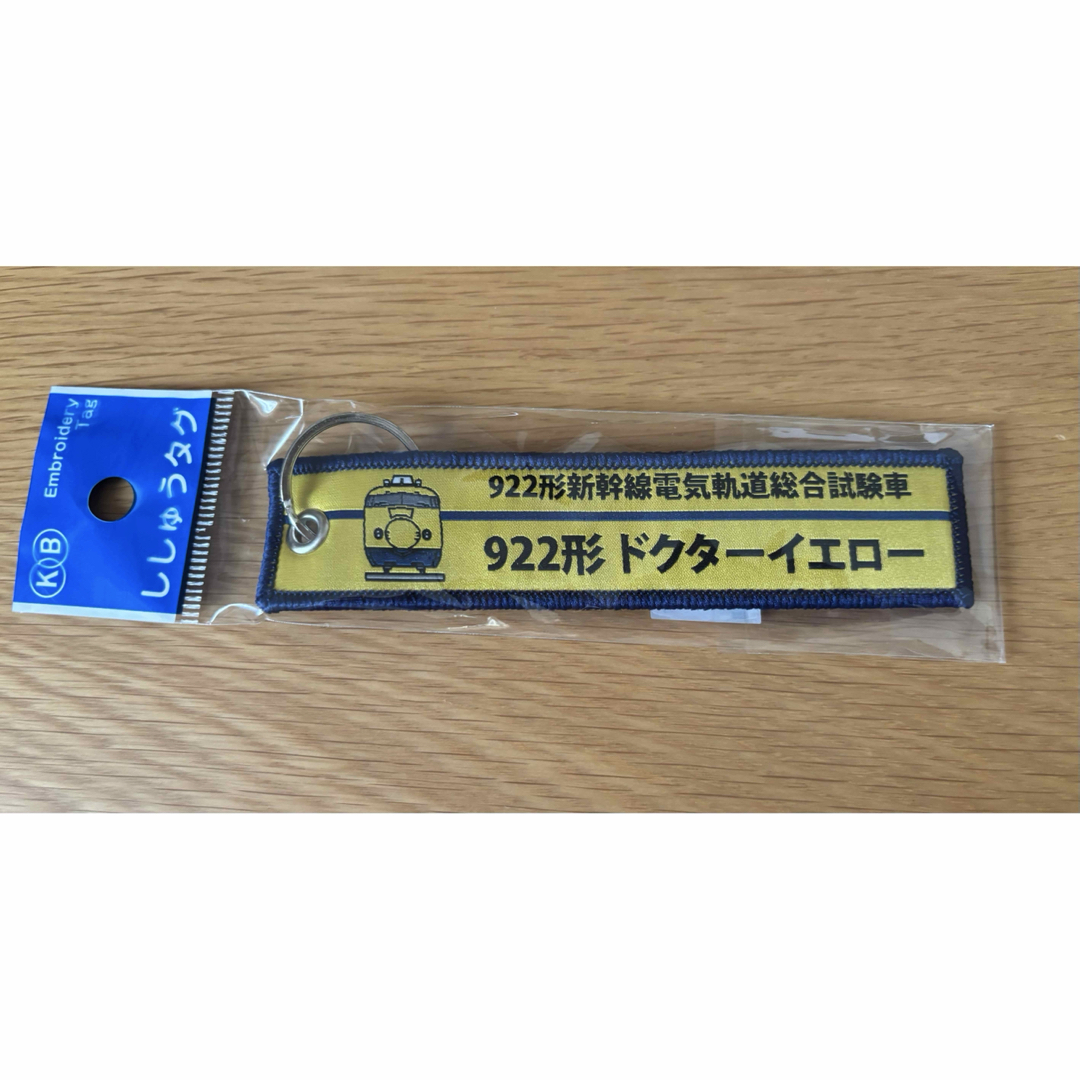 Embroidery
Tag
KB
ししゅうタグ
922形新幹線電気軌道総合試験車
922形 ドクターイエロー